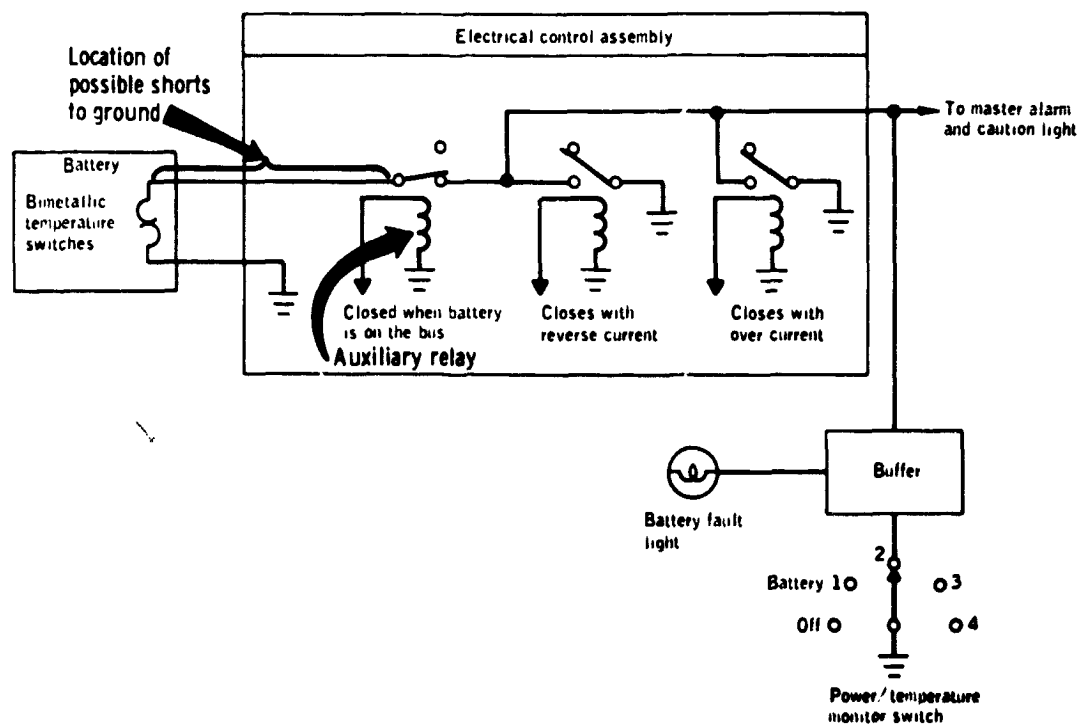 Electrical control assembly
Location of
possible shorts
to ground
To master alarm
and caution light
Battery
Bimetallic
temperature
switches
Closed when battery
is on the bus
Closes with
reverse current
Closes with
over current
Auxiliary relay
Buffer
Battery fault
light
2
Battery 1
3
Off
4
Power/temperature
monitor switch